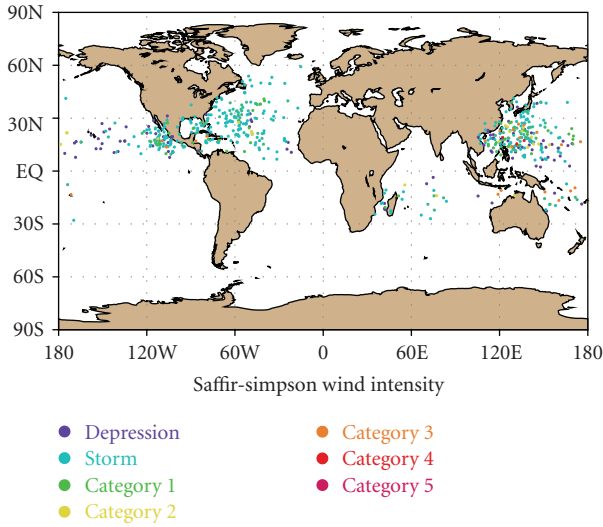 90N
60N
30N
EQ
30S
60S
90S
180 120W 60W 0 60E 120E 180
Saffir-simpson wind intensity
Depression
Storm
Category 1
Category 2
Category 3
Category 4
Category 5